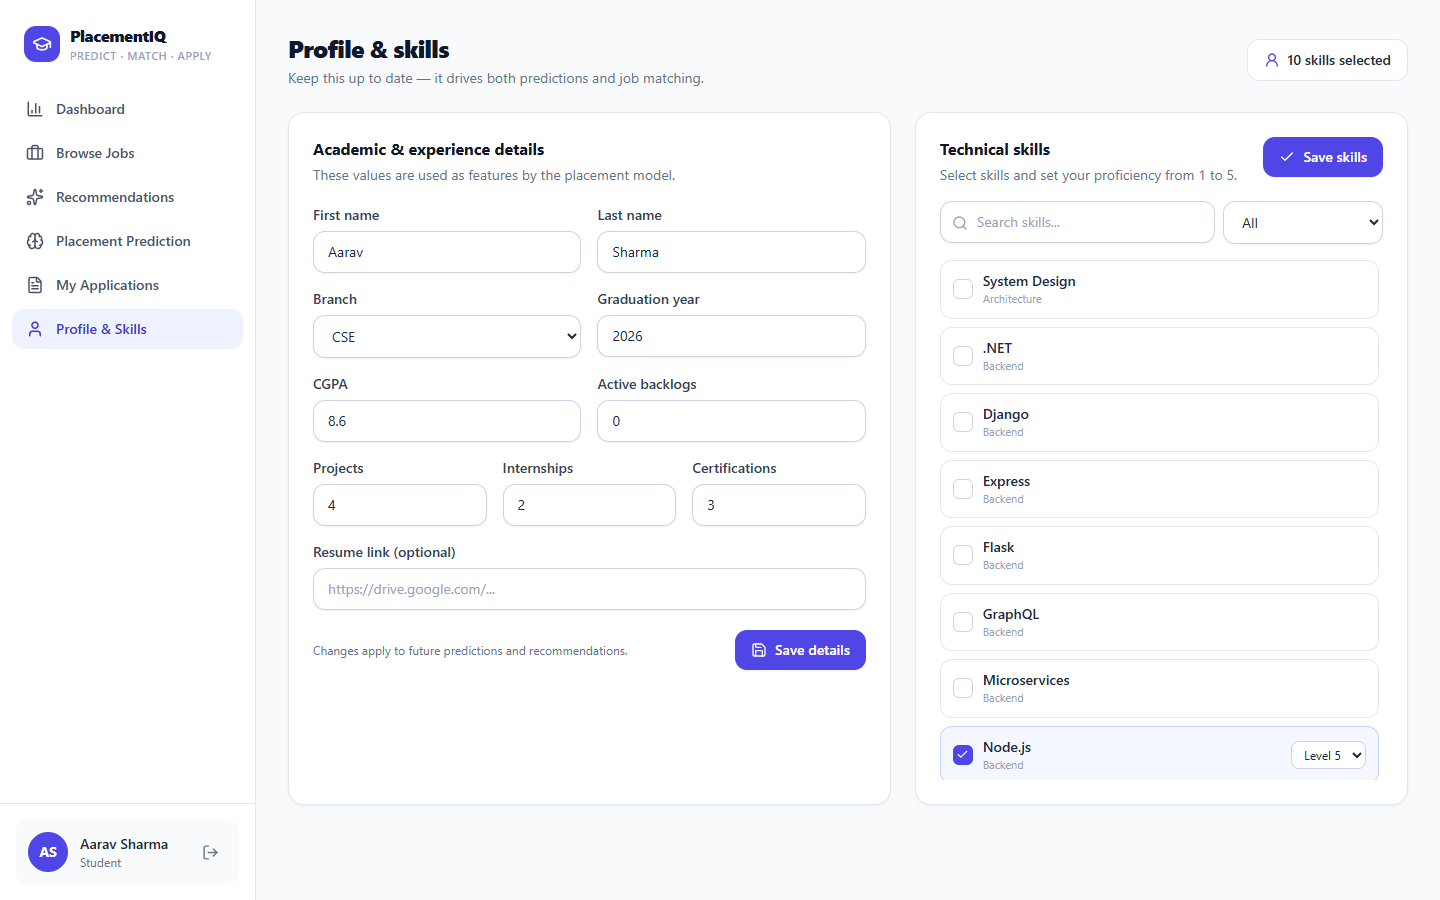 PlacementIQ
PREDICT · MATCH · APPLY
Dashboard
Browse Jobs
Recommendations
Placement Prediction
My Applications
Profile & Skills
AS
Aarav Sharma
Student
Profile & skills
Keep this up to date — it drives both predictions and job matching.
10 skills selected
Academic & experience details
These values are used as features by the placement model.
First name
Last name
Aarav
Sharma
Branch
Graduation year
CSE
2026
CGPA
Active backlogs
8.6
0
Projects
Internships
Certifications
4
2
3
Resume link (optional)
https://drive.google.com/...
Changes apply to future predictions and recommendations.
Save details
Technical skills
Select skills and set your proficiency from 1 to 5.
Save skills
Search skills...
All
System Design
Architecture
.NET
Backend
Django
Backend
Express
Backend
Flask
Backend
GraphQL
Backend
Microservices
Backend
Node.js
Backend
Level 5